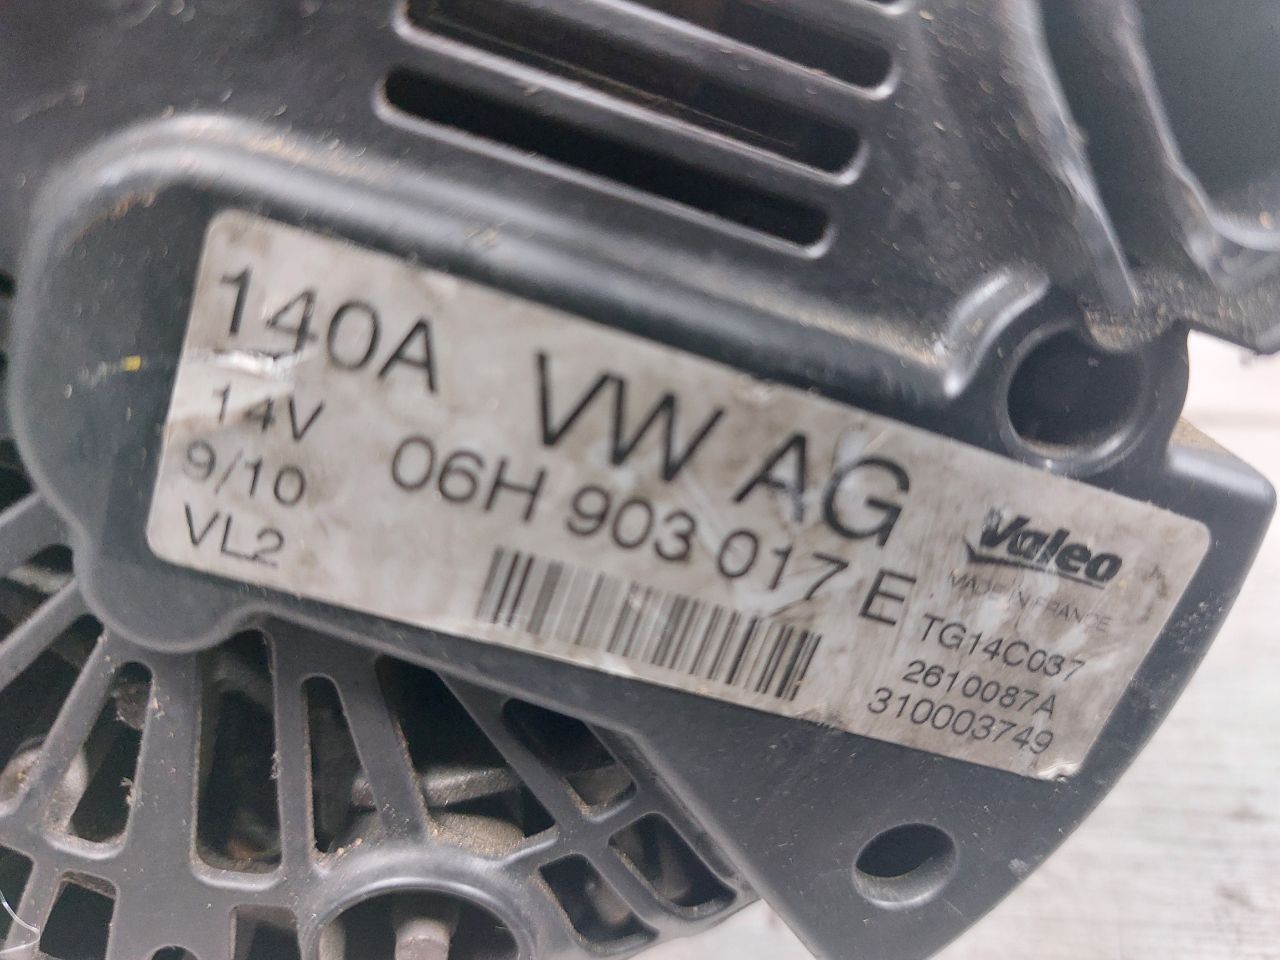 140A
VW AG
14V
06H 903 017 E
9/10
VL2
Valeo
MADE IN FRANCE
TG14C037
2610087A
310003749